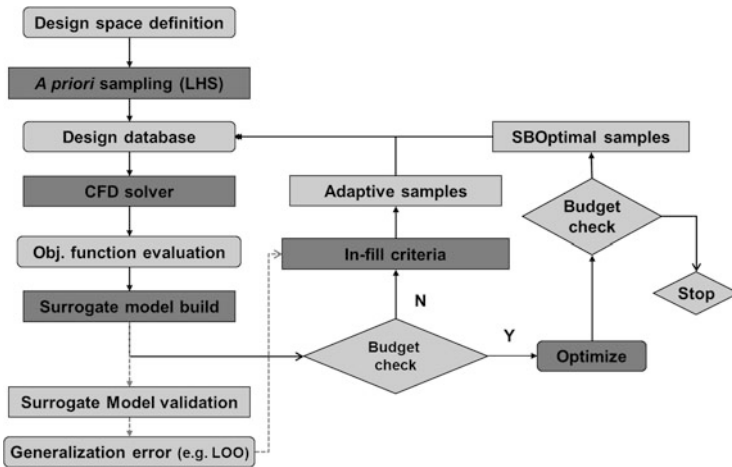 Design space definition
A priori sampling (LHS)
Design database
CFD solver
Obj. function evaluation
Surrogate model build
Surrogate Model validation
Generalization error (e.g. LOO)
SBOptimal samples
Adaptive samples
In-fill criteria
N
Budget
check
Y
Optimize
Budget
check
Stop